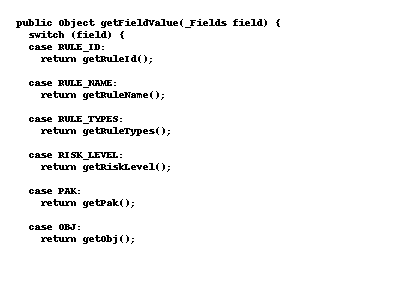 public Object getFieldValue(_Fields field) {
switch (field) {
case RULE_ID:
return getRuleId();
case RULE_NAME:
return getRuleName();
case RULE_TYPES:
return getRuleTypes();
case RISK_LEVEL:
return getRiskLevel();
case PAK:
return getPak();
case OBJ:
return getObj();